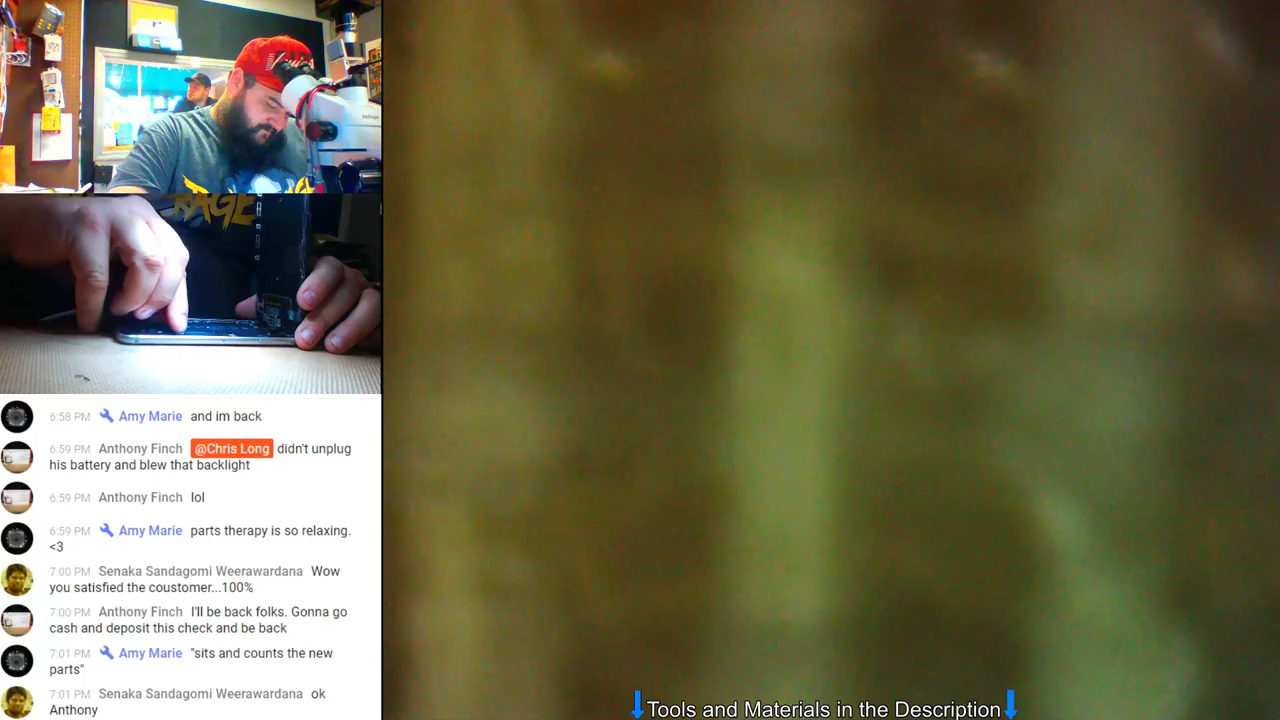 RAGE
6:58 PM Amy Marie and im back
6:59 PM Anthony Finch @Chris Long didn't unplug
his battery and blew that backlight
6:59 PM Anthony Finch lol
6:59 PM Amy Marie parts therapy is so relaxing.
<3
7:00 PM Senaka Sandagomi Weerawardana Wow
you satisfied the coustomer...100%
7:00 PM Anthony Finch I'll be back folks. Gonna go
cash and deposit this check and be back
7:01 PM Amy Marie "sits and counts the new
parts"
7:01 PM Senaka Sandagomi Weerawardana ok
Anthony
Tools and Materials in the Description